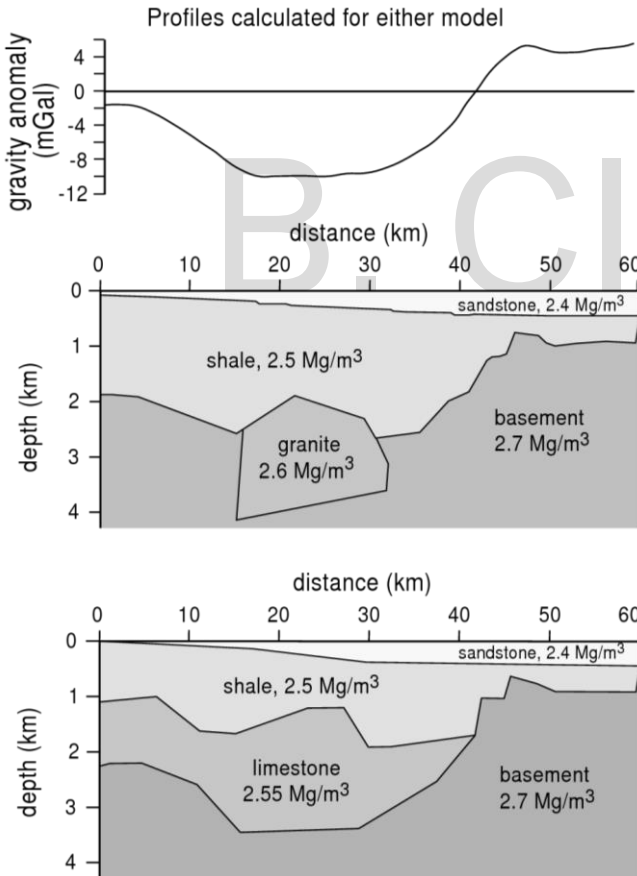 Profiles calculated for either model
gravity anomaly
(mGal)
4
0
-4
-8
-12
B. Cl
distance (km)
0 10 20 30 40 50 60
depth (km)
0
1
2
3
4
sandstone, 2.4 Mg/m³
shale, 2.5 Mg/m³
granite
2.6 Mg/m³
basement
2.7 Mg/m³
distance (km)
0 10 20 30 40 50 60
depth (km)
0
1
2
3
4
sandstone, 2.4 Mg/m³
shale, 2.5 Mg/m³
limestone
2.55 Mg/m³
basement
2.7 Mg/m³